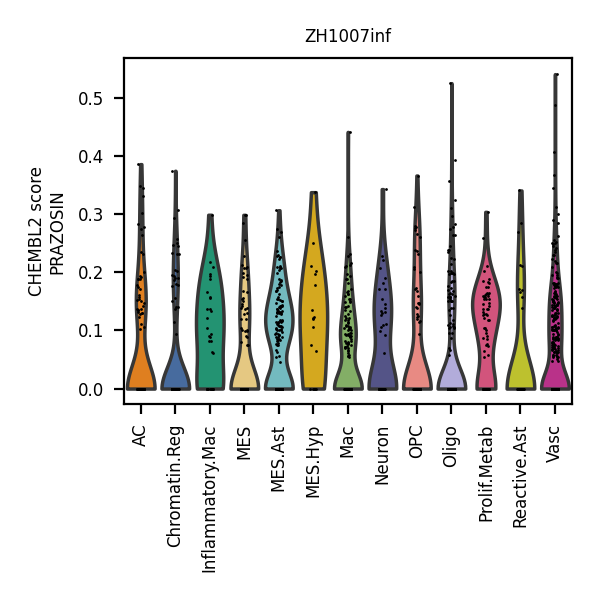 ZH1007inf
CHEMBL2 score
PRAZOSIN
0.5
0.4
0.3
0.2
0.1
0.0
AC
Chromatin.Reg
Inflammatory.Mac
MES
MES.Ast
MES.Hyp
Mac
Neuron
OPC
Oligo
Prolif.Metab
Reactive.Ast
Vasc